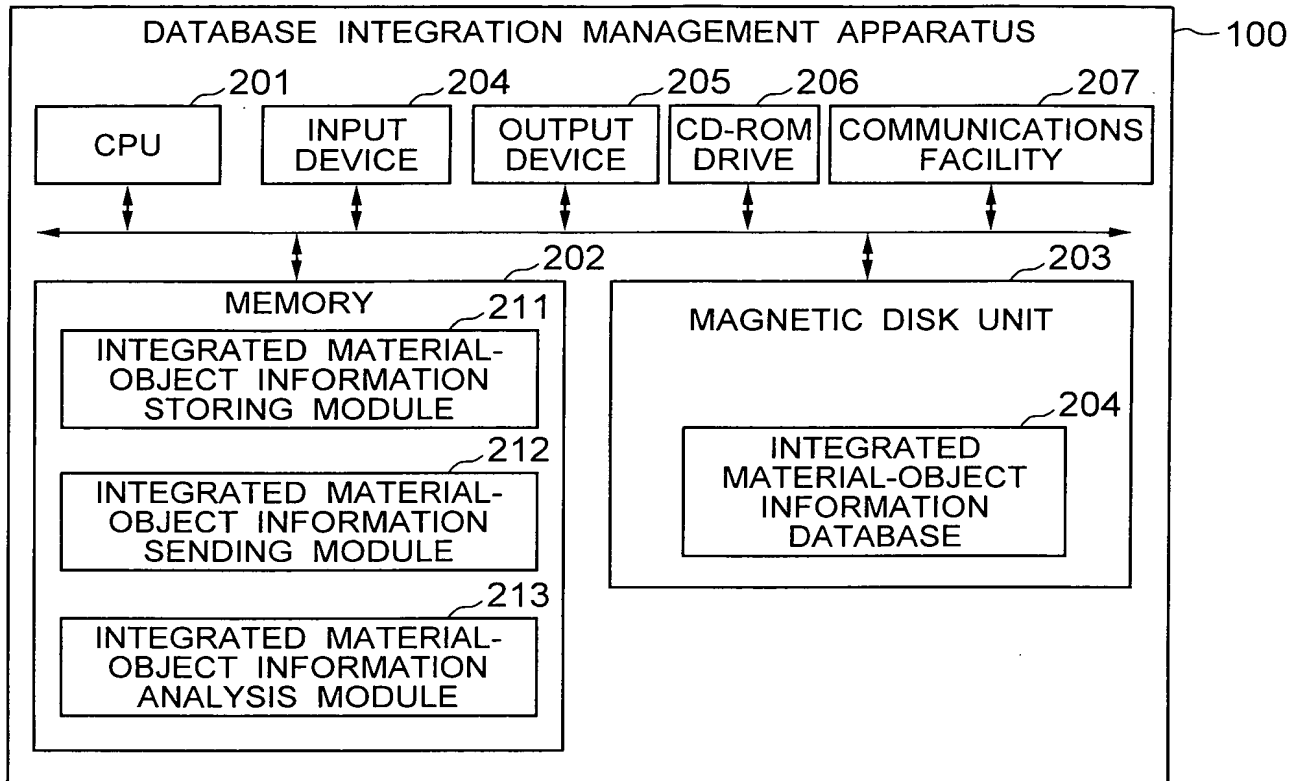 DATABASE INTEGRATION MANAGEMENT APPARATUS
100
201
204
205
206
207
CPU
INPUT
DEVICE
OUTPUT
DEVICE
CD-ROM
DRIVE
COMMUNICATIONS
FACILITY
202
MEMORY
211
INTEGRATED MATERIAL-
OBJECT INFORMATION
STORING MODULE
212
INTEGRATED MATERIAL-
OBJECT INFORMATION
SENDING MODULE
213
INTEGRATED MATERIAL-
OBJECT INFORMATION
ANALYSIS MODULE
203
MAGNETIC DISK UNIT
204
INTEGRATED
MATERIAL-OBJECT
INFORMATION
DATABASE